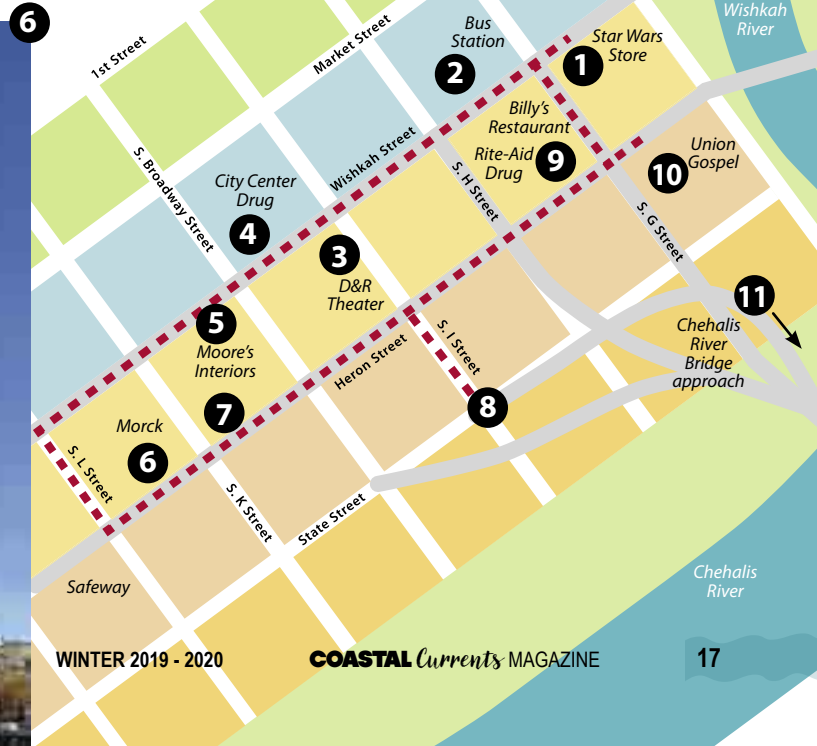 6
1st Street
Market Street
Bus
Station
2
1
Star Wars
Store
Wishkah
River
S. Broadway Street
City Center
Drug
4
Wishkah Street
Billy's
Restaurant
Rite-Aid
Drug
9
S. H Street
10
Union
Gospel
S. G Street
3
D&R
Theater
5
Moore's
Interiors
7
Heron Street
S. I Street
8
11
Chehalis
River
Bridge
approach
Morck
6
S. L Street
S. K Street
State Street
Safeway
Chehalis
River
WINTER 2019 - 2020
COASTAL Currents MAGAZINE
17